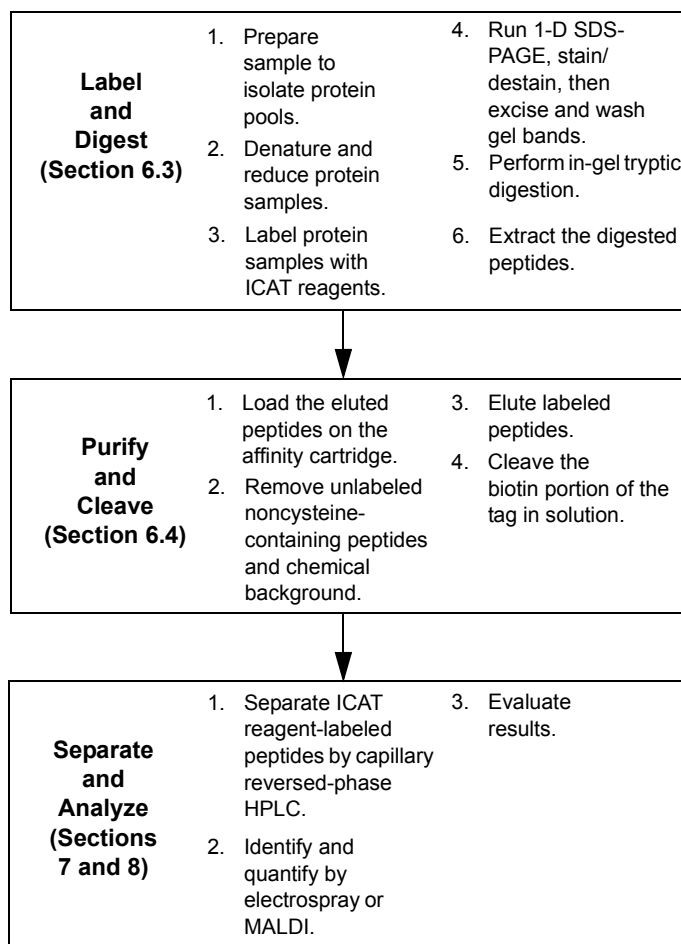 Label
and
Digest
(Section 6.3)
1. Prepare
sample to
isolate protein
pools.
2. Denature and
reduce protein
samples.
3. Label protein
samples with
ICAT reagents.
4. Run 1-D SDS-
PAGE, stain/
destain, then
excise and wash
gel bands.
5. Perform in-gel tryptic
digestion.
6. Extract the digested
peptides.
Purify
and
Cleave
(Section 6.4)
1. Load the eluted
peptides on the
affinity cartridge.
2. Remove unlabeled
noncysteine-
containing peptides
and chemical
background.
3. Elute labeled
peptides.
4. Cleave the
biotin portion of the
tag in solution.
Separate
and
Analyze
(Sections
7 and 8)
1. Separate ICAT
reagent-labeled
peptides by capillary
reversed-phase
HPLC.
2. Identify and
quantify by
electrospray or
MALDI.
3. Evaluate
results.